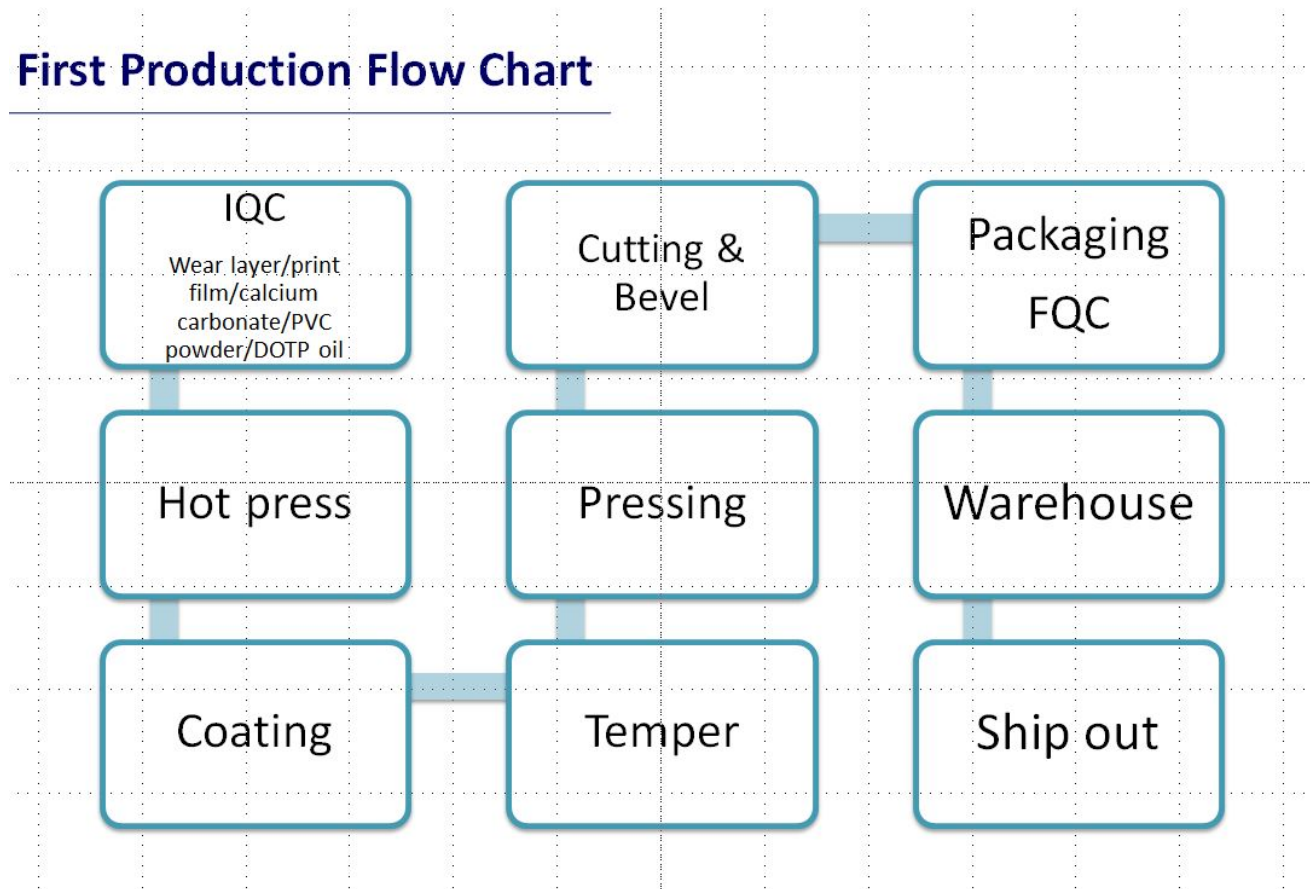 First Production Flow Chart
IQC
Wear layer/print
film/calcium
carbonate/PVC
powder/DOTP oil
Hot press
Coating
Temper
Pressing
Cutting &
Bevel
Packaging
FQC
Warehouse
Ship out